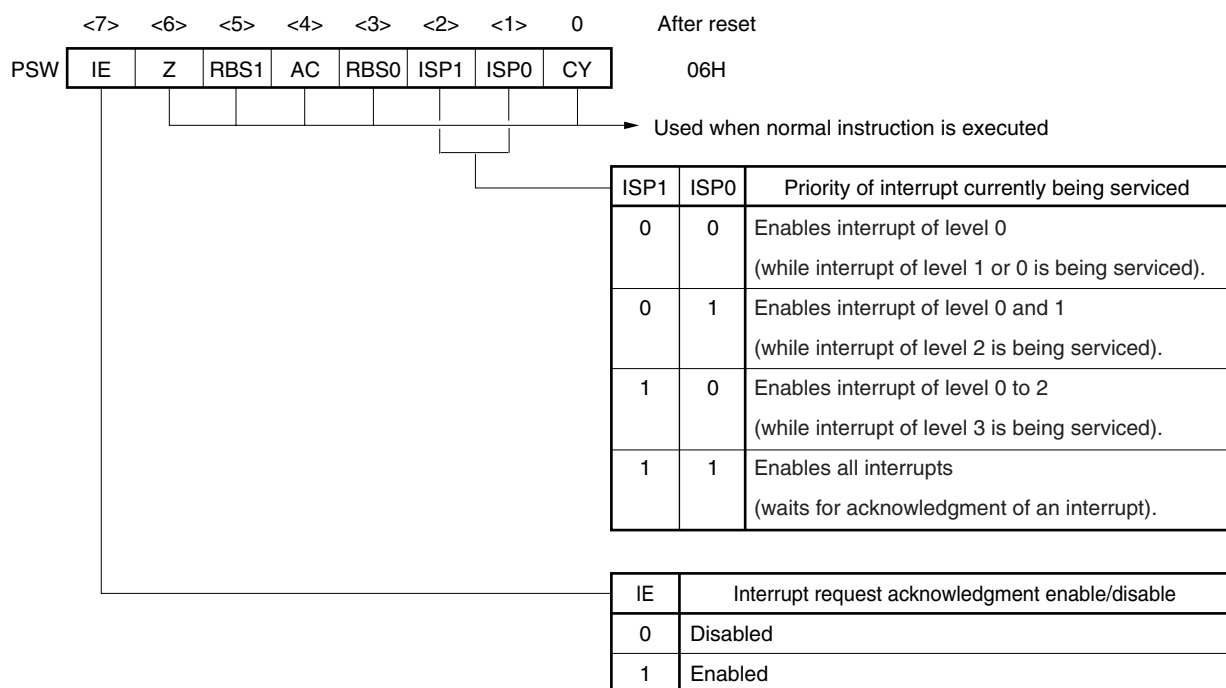 <7> <6> <5> <4> <3> <2> <1> 0 After reset
PSW IE Z RBS1 AC RBS0 ISP1 ISP0 CY 06H
Used when normal instruction is executed
ISP1 ISP0 Priority of interrupt currently being serviced
0 0 Enables interrupt of level 0
(while interrupt of level 1 or 0 is being serviced).
0 1 Enables interrupt of level 0 and 1
(while interrupt of level 2 is being serviced).
1 0 Enables interrupt of level 0 to 2
(while interrupt of level 3 is being serviced).
1 1 Enables all interrupts
(waits for acknowledgment of an interrupt).
IE Interrupt request acknowledgment enable/disable
0 Disabled
1 Enabled